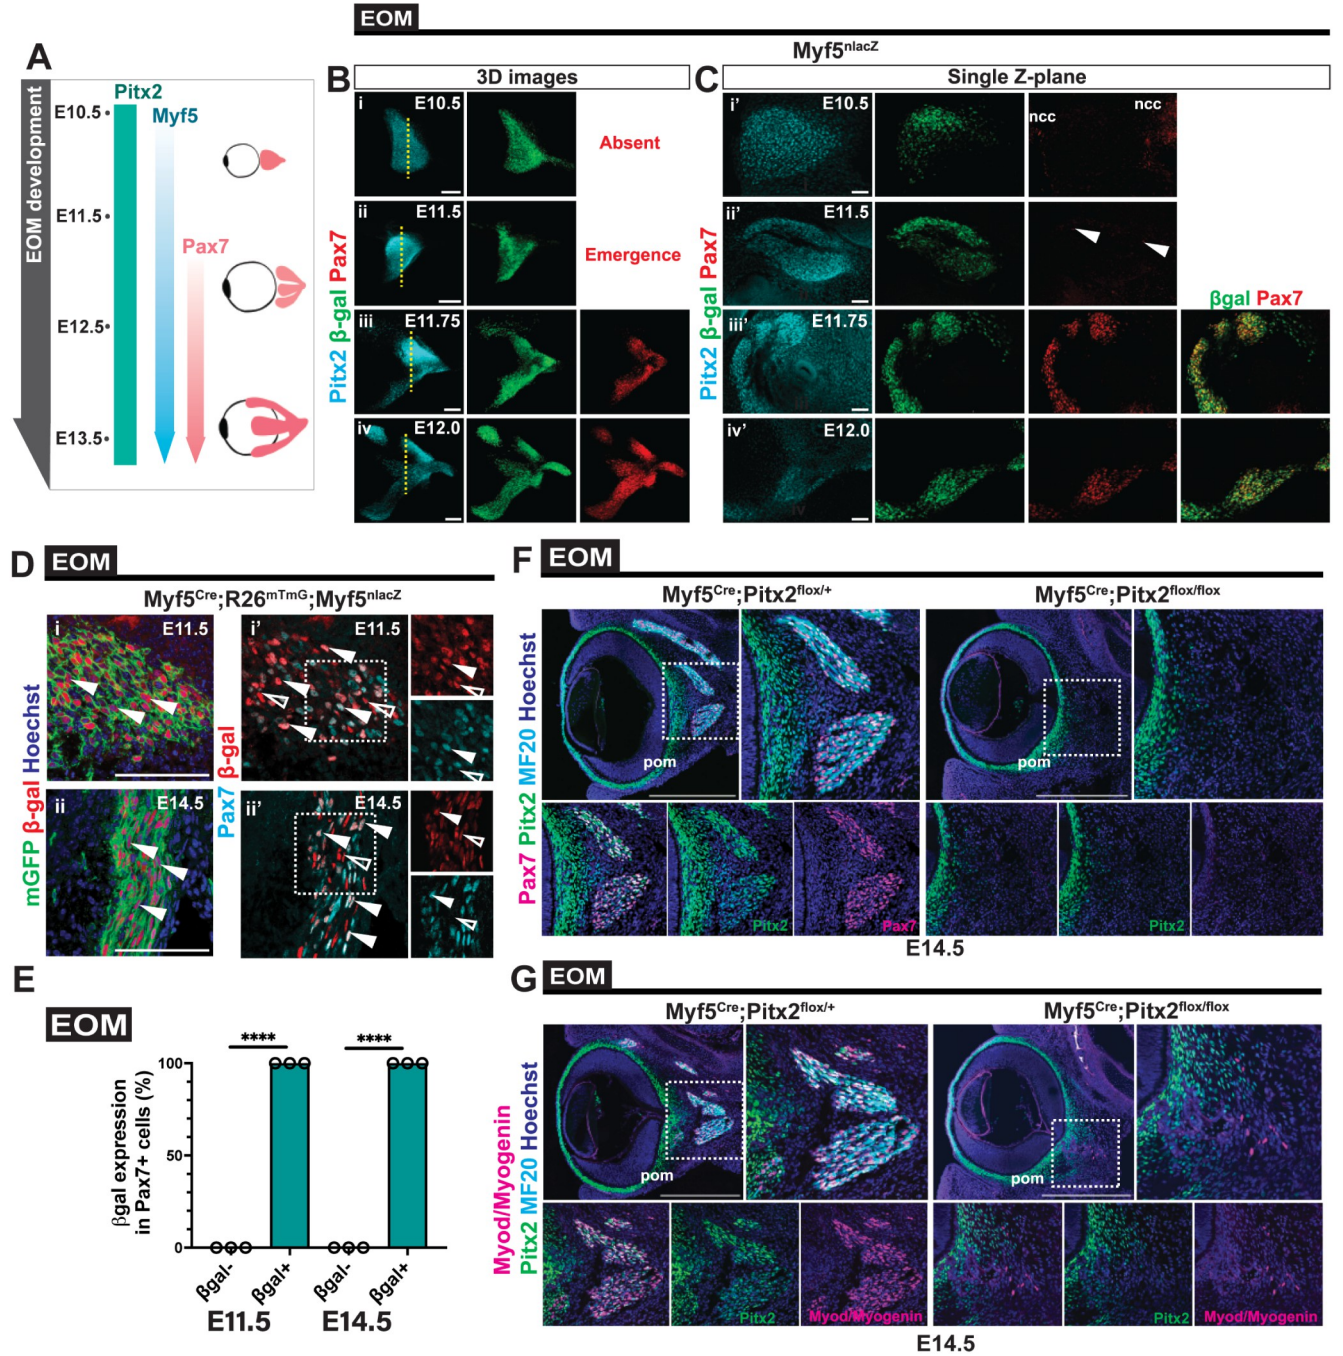 EOM
A
EOM development
Pitx2
Myf5
Pax7
E10.5
E11.5
E12.5
E13.5
Myf5nlacZ
B
3D images
Pitx2 β-gal Pax7
i
E10.5
Absent
ii
E11.5
Emergence
iii
E11.75
iv
E12.0
C
Single Z-plane
Pitx2 β-gal Pax7
i’
E10.5
ncc
ncc
ii’
E11.5
βgal Pax7
iii’
E11.75
iv’
E12.0
D
EOM
Myf5Cre;R26mTmG;Myf5nlacZ
mGFP β-gal Hoechst
i
E11.5
ii
E14.5
Pax7 β-gal
i’
E11.5
ii’
E14.5
E
EOM
βgal expression
in Pax7+ cells (%)
100
50
0
****
****
βgal-
βgal+
βgal-
βgal+
E11.5
E14.5
F
EOM
Myf5Cre;Pitx2flox/+
Myf5Cre;Pitx2flox/flox
Pax7 Pitx2 MF20 Hoechst
pom
pom
Pitx2
Pax7
Pitx2
E14.5
G
EOM
Myf5Cre;Pitx2flox/+
Myf5Cre;Pitx2flox/flox
Myod/Myogenin
Pitx2 MF20 Hoechst
pom
pom
Pitx2
Myod/Myogenin
Pitx2
Myod/Myogenin
E14.5